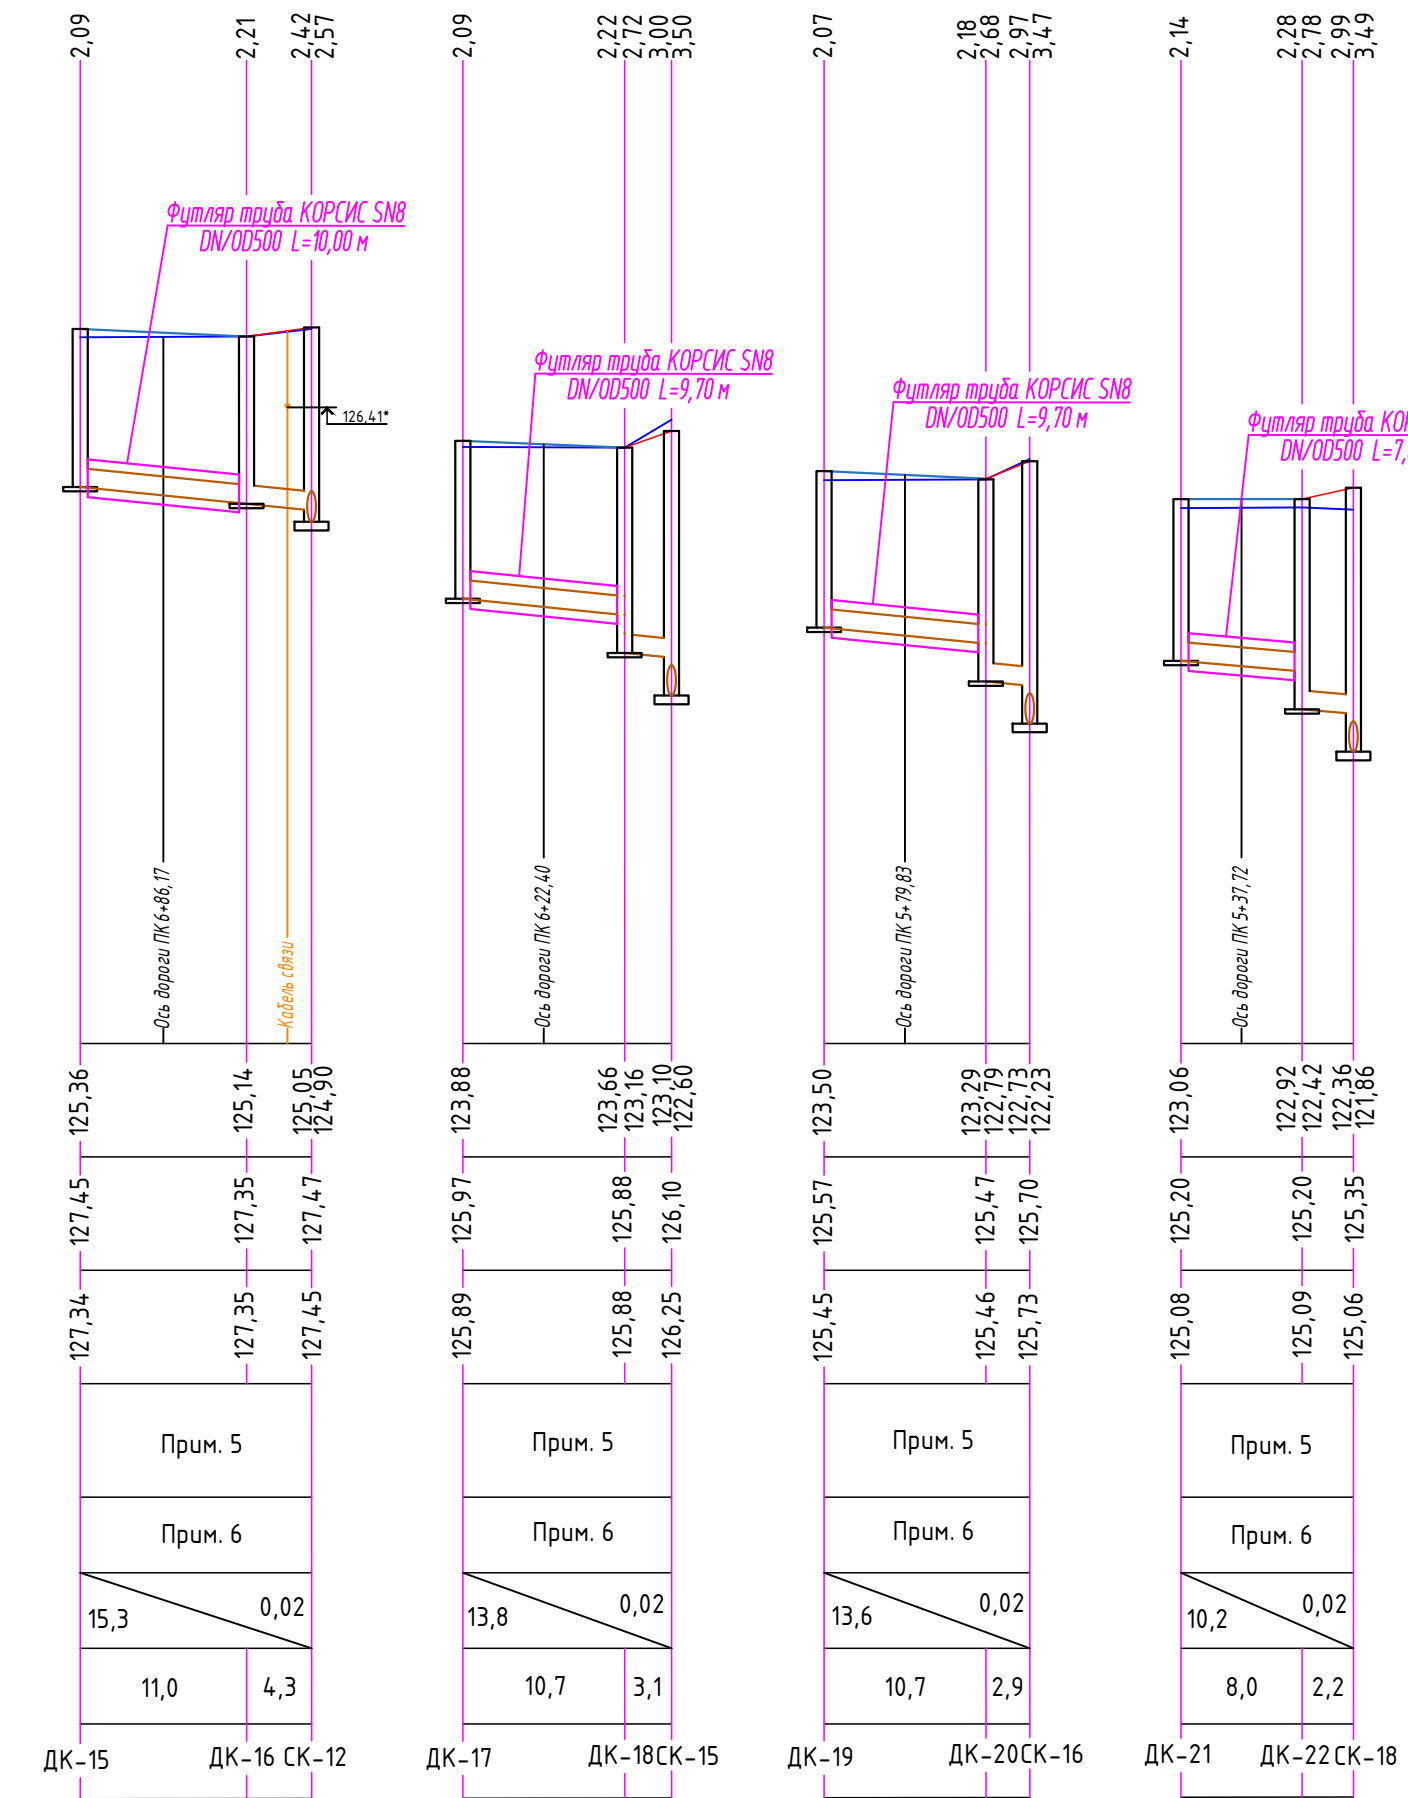 2,09
2,21
2,42
2,57
2,09
2,22
2,72
3,00
3,50
2,07
2,18
2,68
2,97
3,47
2,14
2,28
2,78
2,99
3,49
Футляр труба КОРСИС SN8
DN/OD500 L=10,00 м
126,41*
Футляр труба КОРСИС SN8
DN/OD500 L=9,70 м
Футляр труба КОРСИС SN8
DN/OD500 L=9,70 м
Футляр труба КОР
DN/OD500 L=7,
Ось дороги ПК 6+86,17
Кабель связи
Ось дороги ПК 6+22,40
Ось дороги ПК 5+79,83
Ось дороги ПК 5+37,72
125,36
125,14
125,05
124,90
123,88
123,66
123,16
123,10
122,60
123,50
123,29
122,79
122,73
122,23
123,06
122,92
122,42
122,36
121,86
127,45
127,35
127,47
125,97
125,88
126,10
125,57
125,47
125,70
125,20
125,20
125,35
127,34
127,35
127,45
125,89
125,88
126,25
125,45
125,46
125,73
125,08
125,09
125,06
Прим. 5
Прим. 5
Прим. 5
Прим. 5
Прим. 6
Прим. 6
Прим. 6
Прим. 6
15,3 0,02
13,8 0,02
13,6 0,02
10,2 0,02
11,0 4,3
10,7 3,1
10,7 2,9
8,0 2,2
ДК-15 ДК-16 СК-12
ДК-17 ДК-18 СК-15
ДК-19 ДК-20 СК-16
ДК-21 ДК-22 СК-18